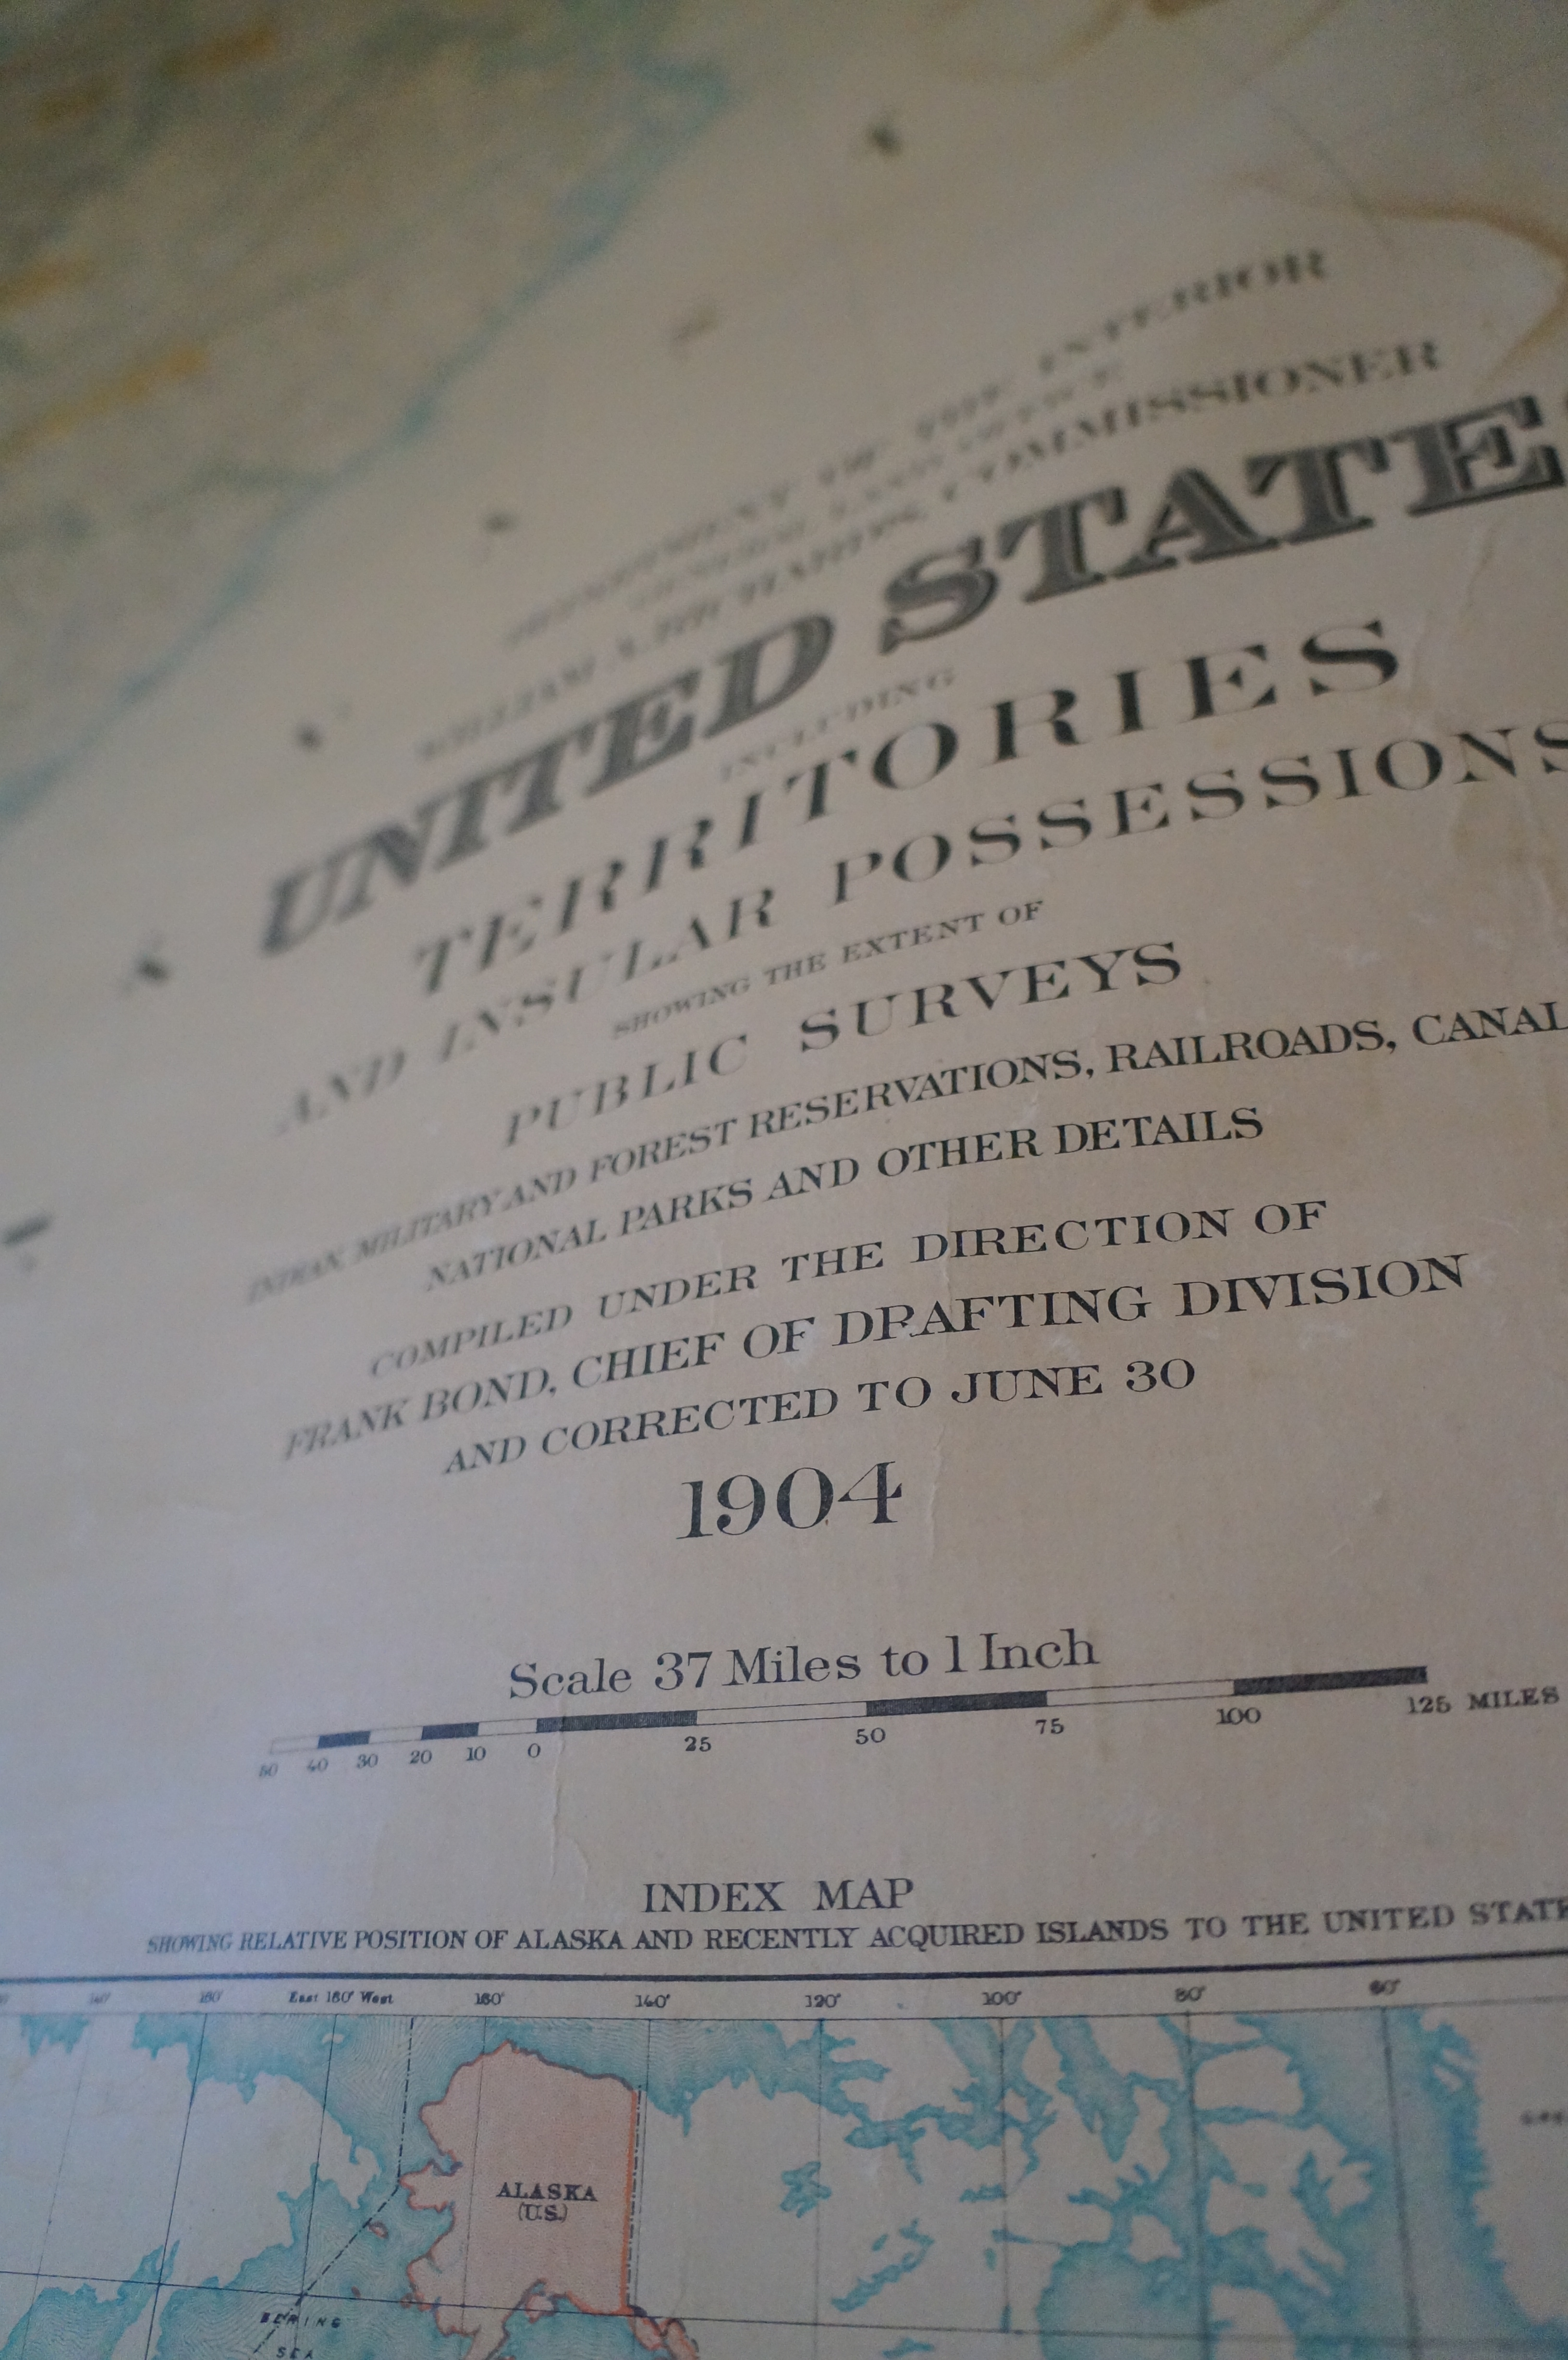 DEPARTMENT OF THE INTERIOR
GENERAL LAND OFFICE
WILLIAM A. RICHARDS, COMMISSIONER
UNITED STATES
INCLUDING
TERRITORIES
AND INSULAR POSSESSIONS
SHOWING THE EXTENT OF
PUBLIC SURVEYS
INDIAN MILITARY AND FOREST RESERVATIONS, RAILROADS, CANAL
NATIONAL PARKS AND OTHER DETAILS
COMPILED UNDER THE DIRECTION OF
FRANK BOND, CHIEF OF DRAFTING DIVISION
AND CORRECTED TO JUNE 30
1904
Scale 37 Miles to 1 Inch
50 40 30 20 10 0 25 50 75 100 125 MILES
INDEX MAP
SHOWING RELATIVE POSITION OF ALASKA AND RECENTLY ACQUIRED ISLANDS TO THE UNITED STATE
140° 160° East 180° West 160° 140° 120° 100° 80° 60°
ALASKA
(U.S.)
BERING
SEA